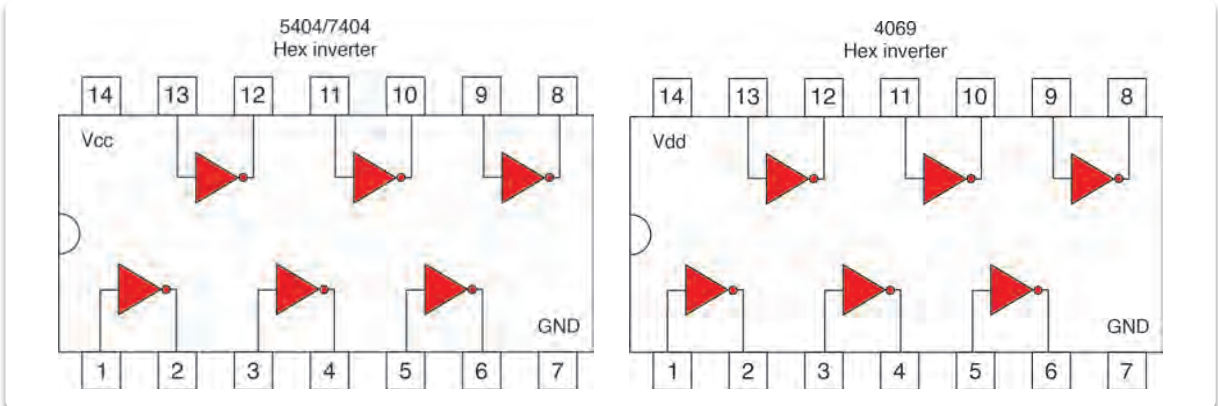 5404/7404
Hex inverter
14 13 12 11 10 9 8
Vcc
GND
1 2 3 4 5 6 7
4069
Hex inverter
14 13 12 11 10 9 8
Vdd
GND
1 2 3 4 5 6 7